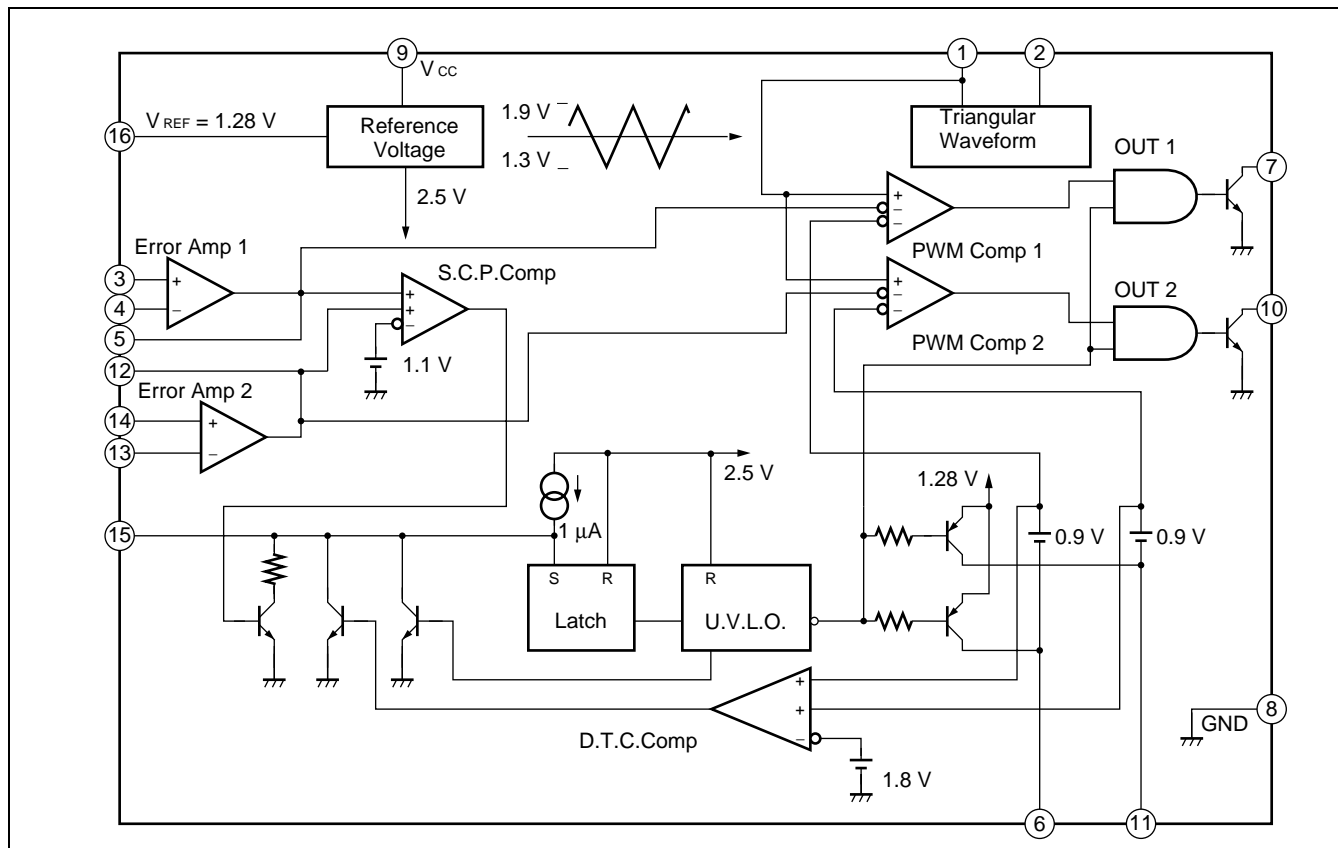 9
1
2
V CC
16
V REF = 1.28 V
Reference
Voltage
1.9 V
1.3 V
Triangular
Waveform
OUT 1
7
2.5 V
+
−
−
PWM Comp 1
Error Amp 1
3
+
4
−
5
S.C.P.Comp
+
+
−
1.1 V
+
−
−
PWM Comp 2
OUT 2
10
12
Error Amp 2
14
+
13
−
2.5 V
1 μA
1.28 V
0.9 V
0.9 V
15
S
R
Latch
R
U.V.L.O.
+
+
−
D.T.C.Comp
1.8 V
8
GND
6
11